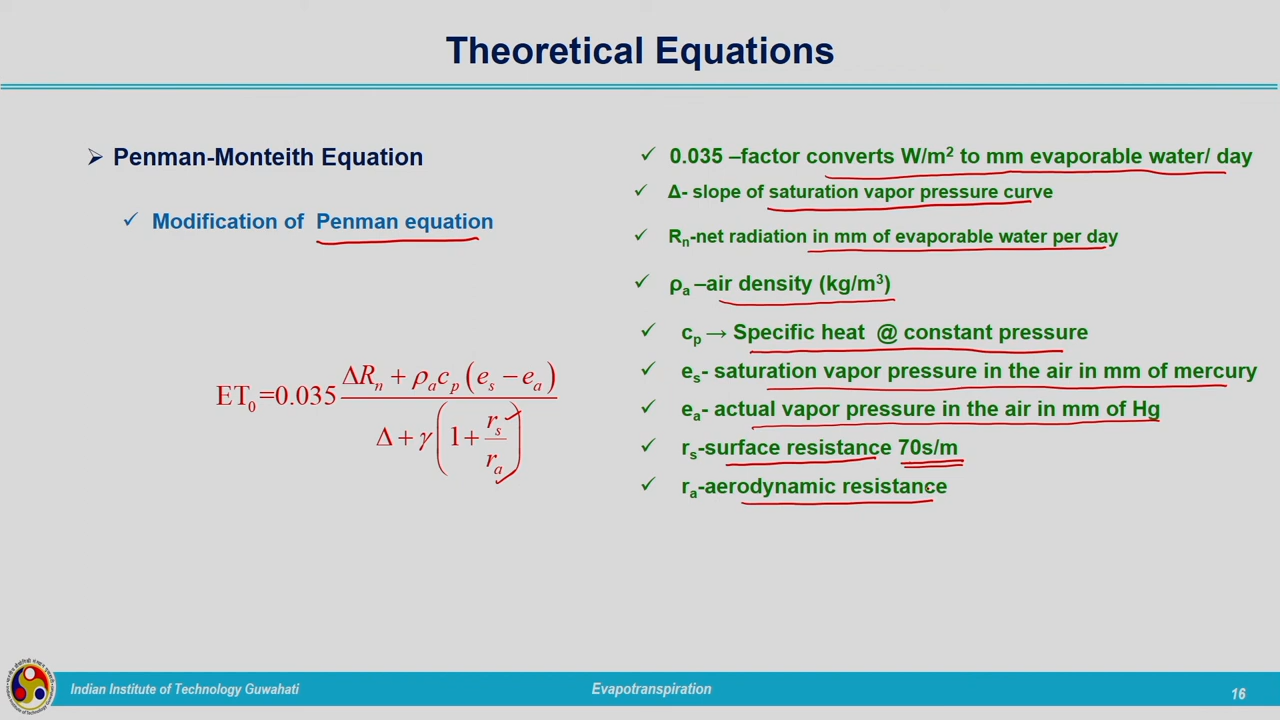 Theoretical Equations
➢ Penman-Monteith Equation
✓ Modification of Penman equation
ET₀=0.035 (ΔRₙ + ρₐcₚ(eₛ − eₐ)) / (Δ + γ(1 + rₛ/rₐ))
✓ 0.035 –factor converts W/m² to mm evaporable water/ day
✓ Δ- slope of saturation vapor pressure curve
✓ Rₙ-net radiation in mm of evaporable water per day
✓ ρₐ –air density (kg/m³)
✓ cₚ → Specific heat @ constant pressure
✓ eₛ- saturation vapor pressure in the air in mm of mercury
✓ eₐ- actual vapor pressure in the air in mm of Hg
✓ rₛ-surface resistance 70s/m
✓ rₐ-aerodynamic resistance
Indian Institute of Technology Guwahati
Evapotranspiration
16